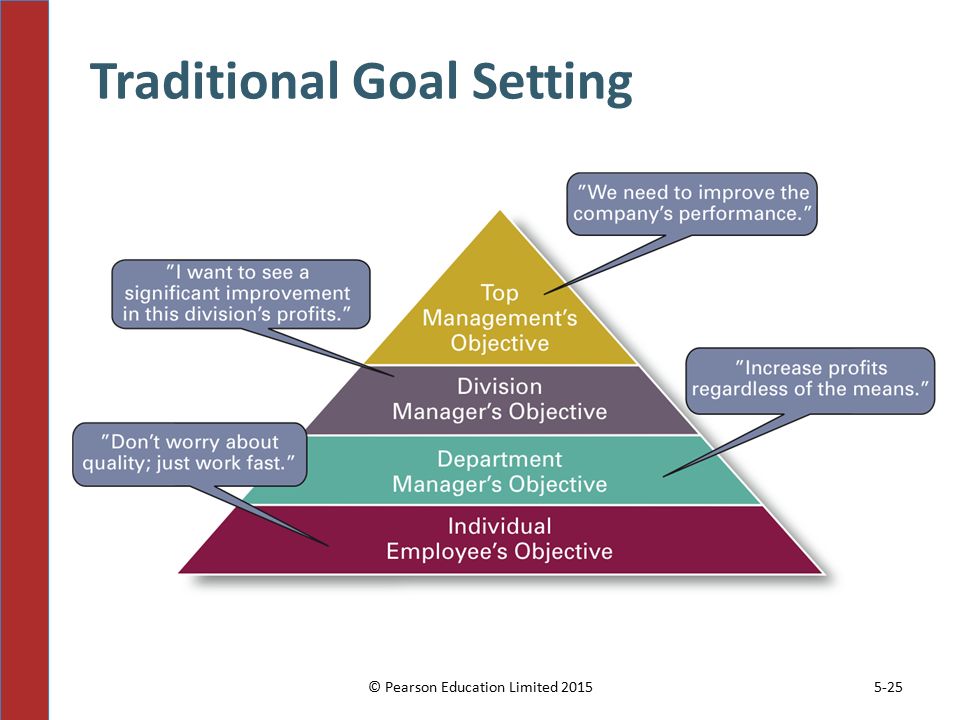 Traditional Goal Setting
”We need to improve the
company’s performance.”
”I want to see a
significant improvement
in this division’s profits.”
Top
Management’s
Objective
”Increase profits
regardless of the means.”
Division
Manager’s Objective
”Don’t worry about
quality; just work fast.”
Department
Manager’s Objective
Individual
Employee’s Objective
© Pearson Education Limited 2015
5-25